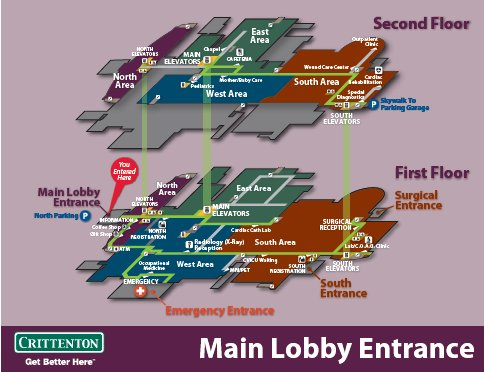 Second Floor
East
Area
NORTH
ELEVATORS
MAIN
ELEVATORS
Chapel
CAFETERIA
Outpatient
Clinic
Wound Care Center
Cardiac
Rehabilitation
North
Area
Pediatrics
Mother/Baby Care
West Area
South Area
Special
Diagnostics
P
Skywalk To
Parking Garage
SOUTH
ELEVATORS
You
Entered
Here
First Floor
Main Lobby
Entrance
North Parking P
North
Area
NORTH
ELEVATORS
East Area
MAIN
ELEVATORS
Surgical
Entrance
INFORMATION
Coffee Shop
Gift Shop
NORTH
REGISTRATION
Cardiac Cath Lab
SURGICAL
RECEPTION
ATM
Radiology (X-Ray)
Reception
South Area
Lab/C.O.A.G. Clinic
Occupational
Medicine
West Area
CVICU Waiting
MRI/PET
SOUTH
REGISTRATION
SOUTH
ELEVATORS
EMERGENCY
South
Entrance
Emergency Entrance
CRITTENTON
Get Better Here
Main Lobby Entrance